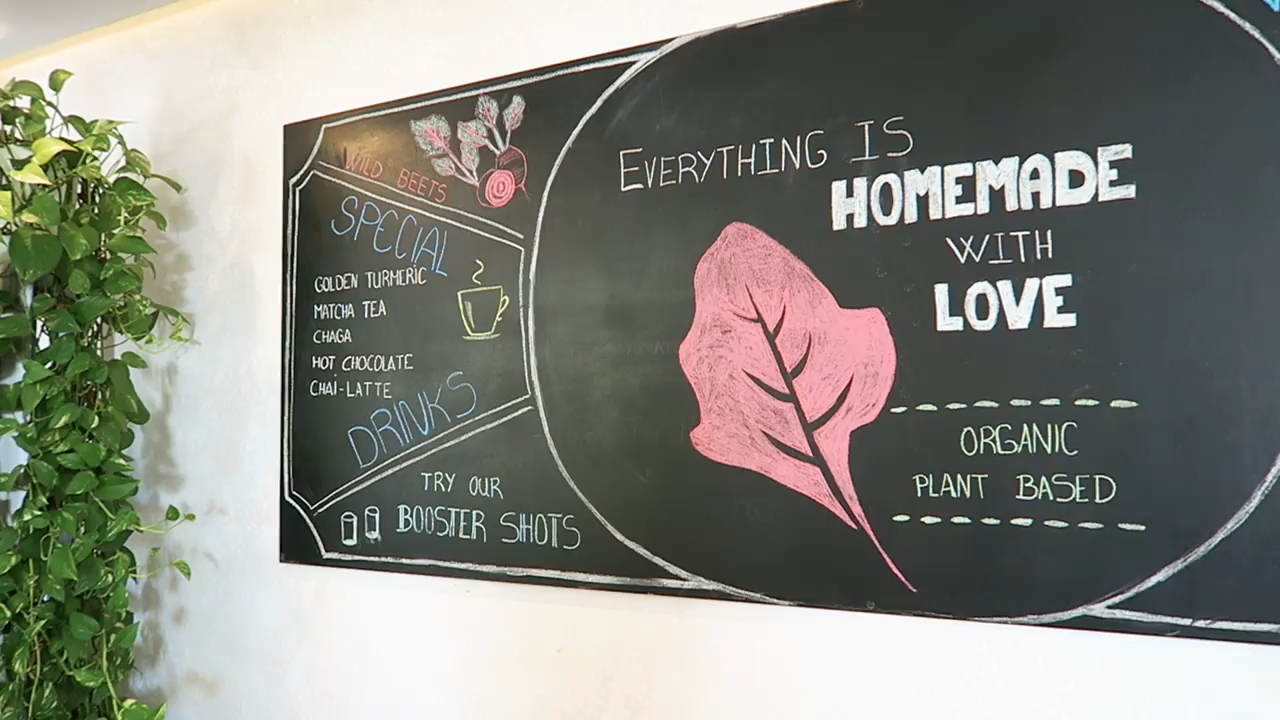 WILD BEETS
SPECIAL
GOLDEN TURMERIC
MATCHA TEA
CHAGA
HOT CHOCOLATE
CHAI-LATTE
DRINKS
TRY OUR
BOOSTER SHOTS
EVERYTHING IS
HOMEMADE
WITH
LOVE
ORGANIC
PLANT BASED